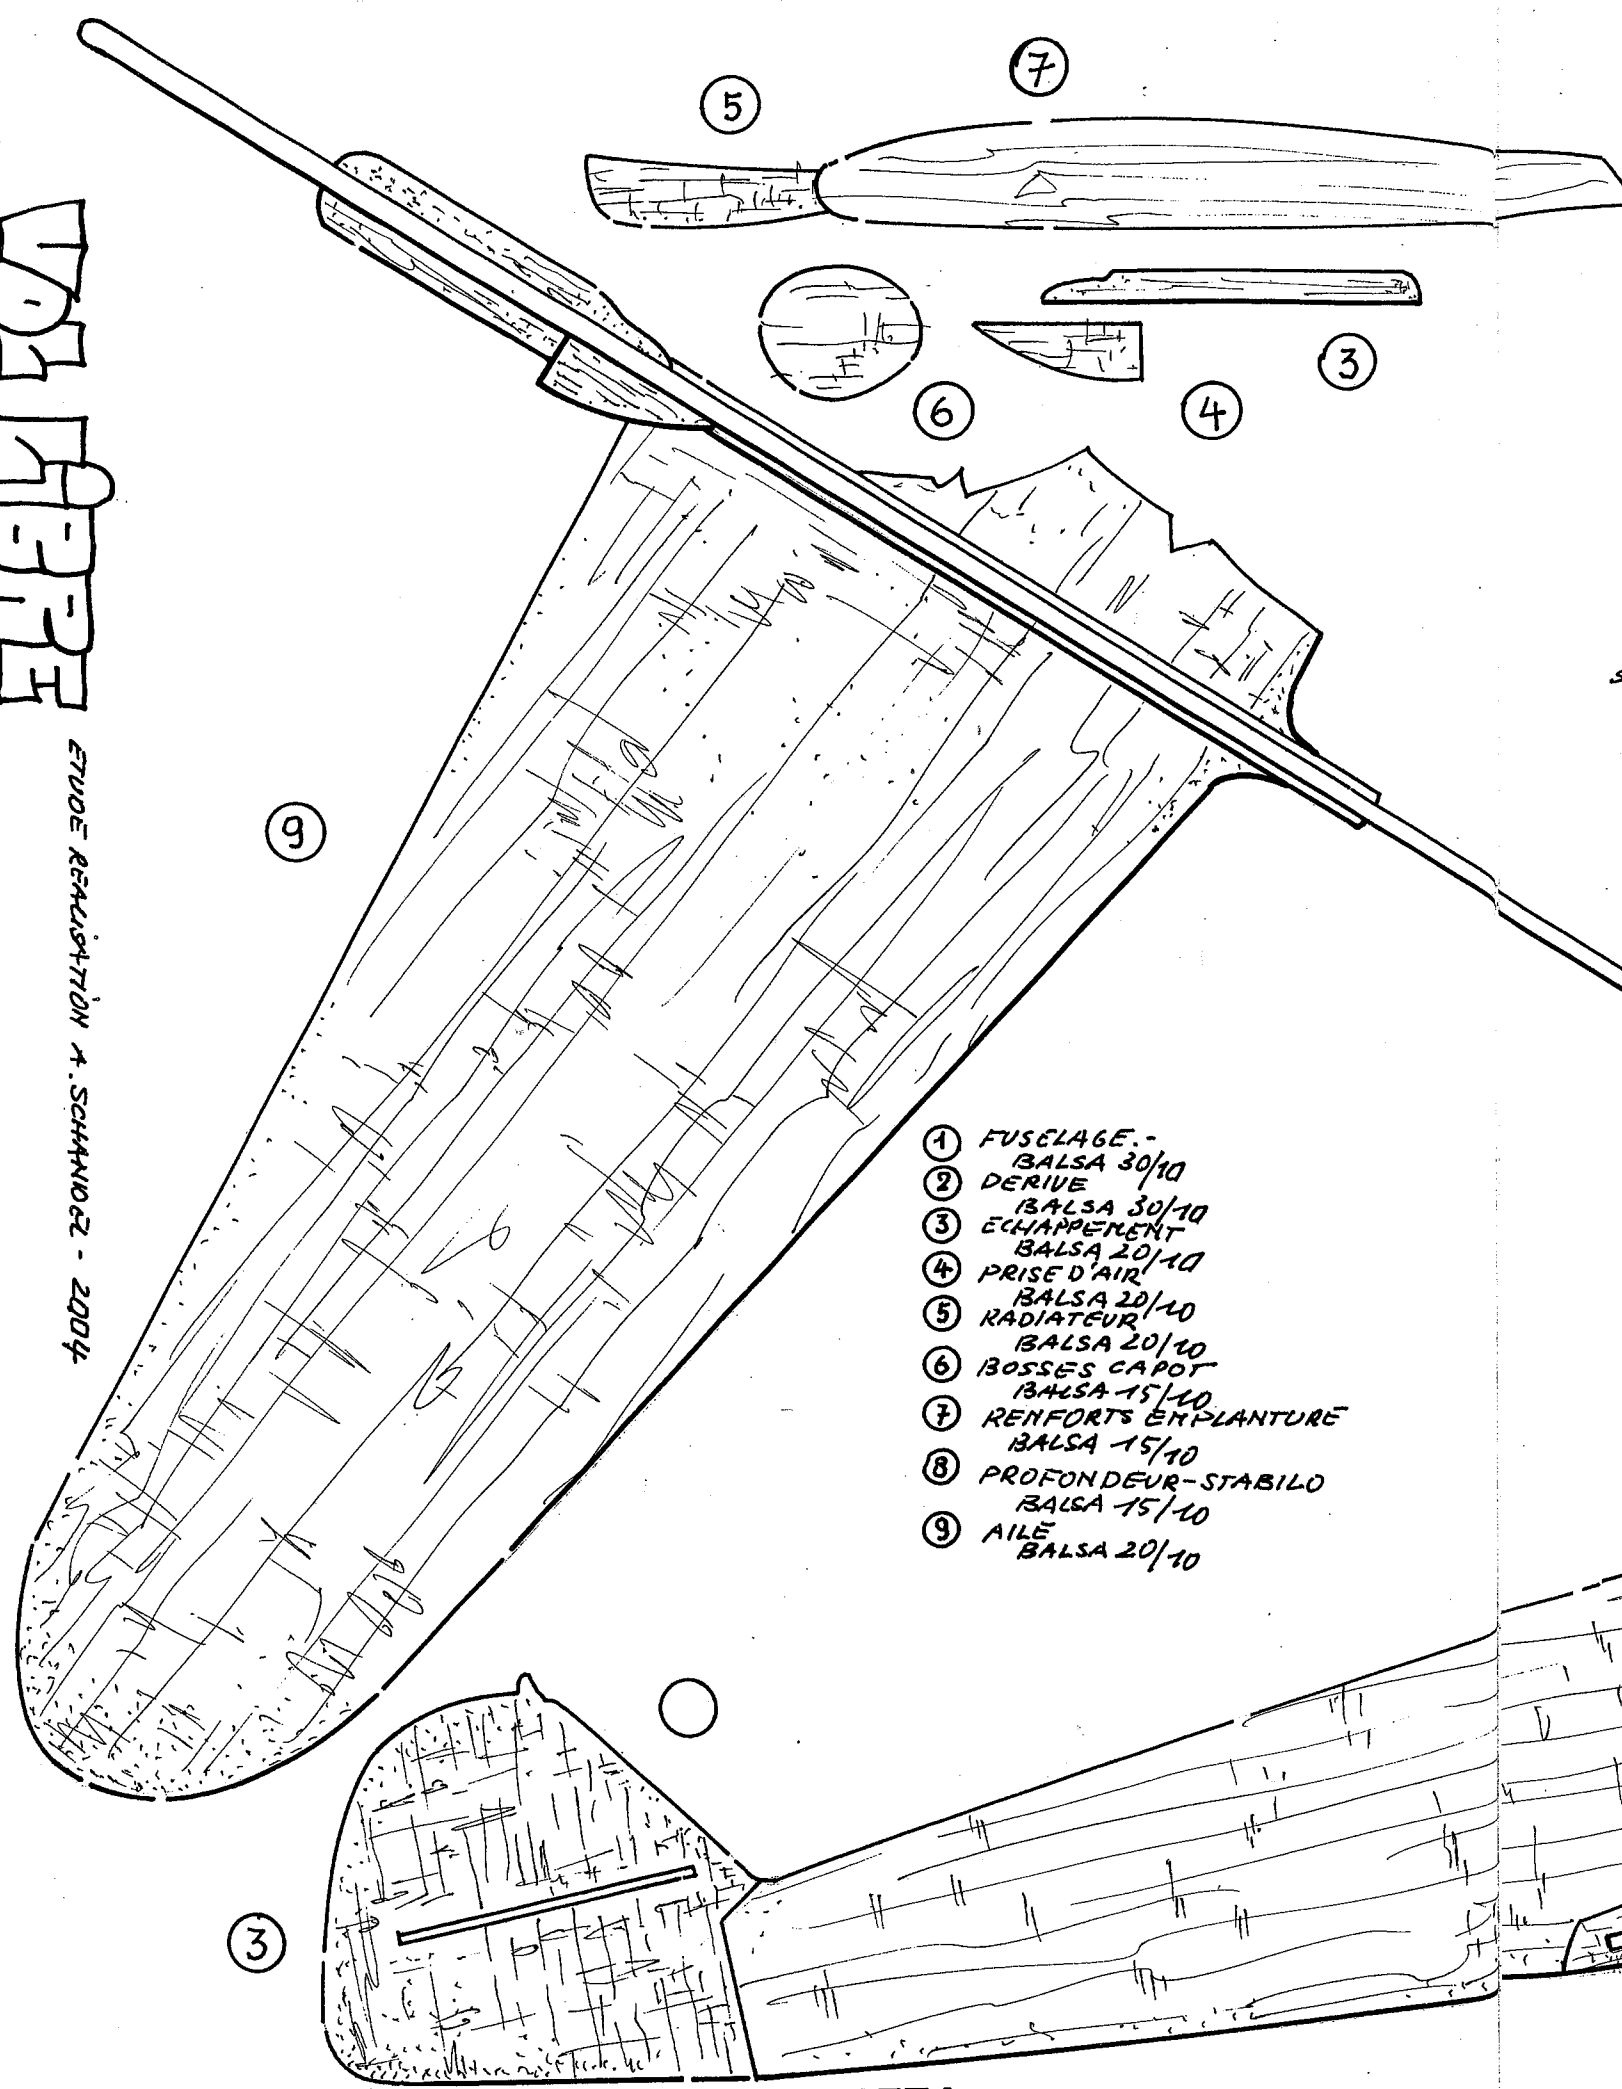 7
5
3
6
4
VOL LIBRE
9
ETUDE REALISATION A. SCHANDEL - 2004
1 FUSELAGE.-
BALSA 30/10
2 DERIVE
BALSA 30/10
3 ECHAPPEMENT
BALSA 20/10
4 PRISE D'AIR
BALSA 20/10
5 RADIATEUR
BALSA 20/10
6 BOSSES CAPOT
BALSA 15/10
7 RENFORTS EMPLANTURE
BALSA 15/10
8 PROFONDEUR-STABILO
BALSA 15/10
9 AILE
BALSA 20/10
3